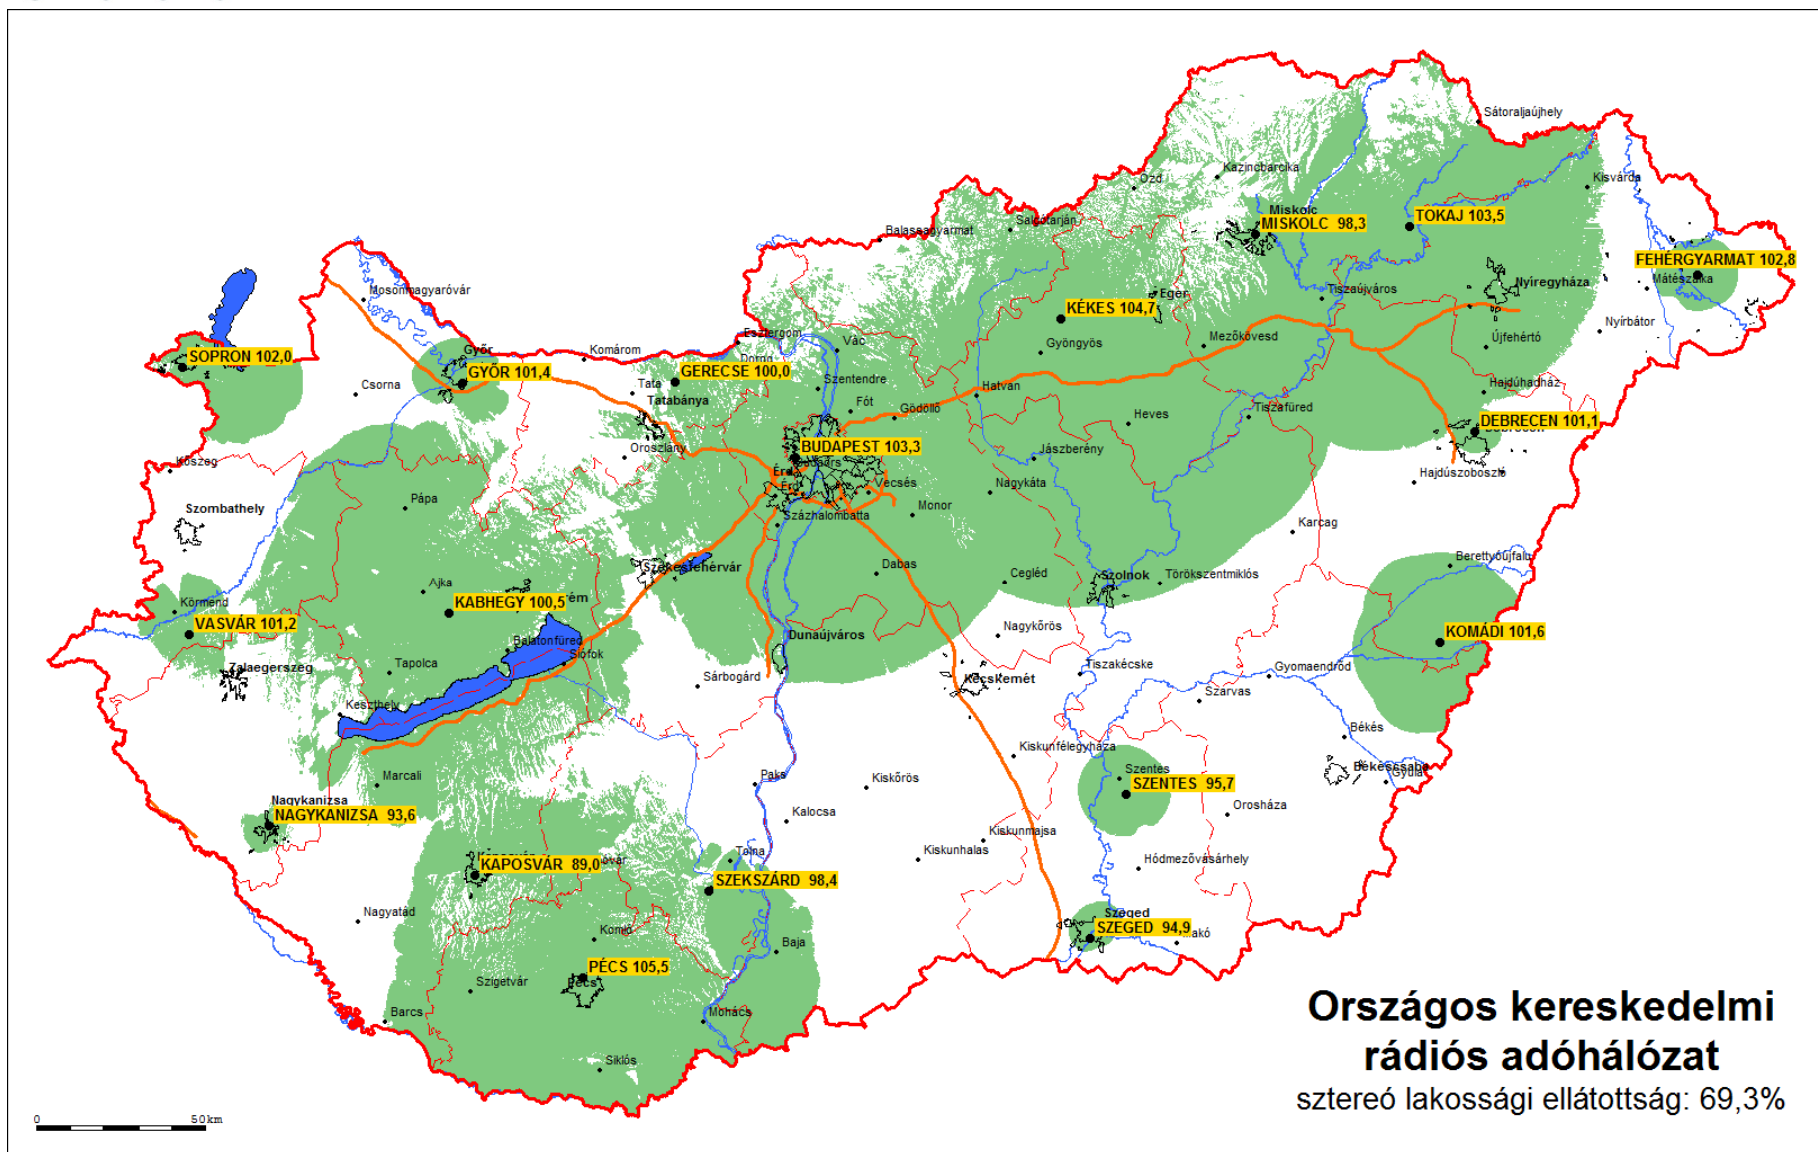 Sátoraljaújhely
Kazincbarcika
Ózd
Kisvárda
Miskolc
MISKOLC 98,3
TOKAJ 103,5
Salgótarján
Balassagyarmat
FEHÉRGYARMAT 102,8
Mátészalka
Nyíregyháza
Tiszaújváros
Eger
KÉKES 104,7
Mosonmagyaróvár
Nyírbátor
Esztergom
Vác
Mezőkövesd
Újfehértó
Győr
Komárom
Dorog
Gyöngyös
SOPRON 102,0
GYŐR 101,4
GERECSE 100,0
Csorna
Tata
Szentendre
Hatvan
Hajdúhadház
Tatabánya
Fót
Gödöllő
Heves
Tiszafüred
DEBRECEN 101,1
BUDAPEST 103,3
Oroszlány
Jászberény
Kőszeg
Érd
Hajdúszoboszló
Pápa
Vecsés
Nagykáta
Szombathely
Monor
Százhalombatta
Karcag
Berettyóújfalu
Székesfehérvár
Dabas
Cegléd
Szolnok
Törökszentmiklós
Ajka
Körmend
KABHEGY 100,5
VASVÁR 101,2
Balatonfüred
Dunaújváros
Nagykőrös
KOMÁDI 101,6
Siófok
Zalaegerszeg
Tapolca
Sárbogárd
Kecskemét
Tiszakécske
Gyomaendrőd
Szarvas
Keszthely
Békés
Kiskunfélegyháza
Marcali
Paks
Kiskőrös
Szentes
Békéscsaba
Gyula
SZENTES 95,7
Nagykanizsa
NAGYKANIZSA 93,6
Kalocsa
Orosháza
Kiskunmajsa
Tolna
Kiskunhalas
KAPOSVÁR 89,0
Hódmezővásárhely
SZEKSZÁRD 98,4
Nagyatád
Szeged
SZEGED 94,9
Makó
Komló
Baja
PÉCS 105,5
Pécs
Szigetvár
Barcs
Mohács
Siklós
Országos kereskedelmi
rádiós adóhálózat
sztereó lakossági ellátottság: 69,3%
0 50km